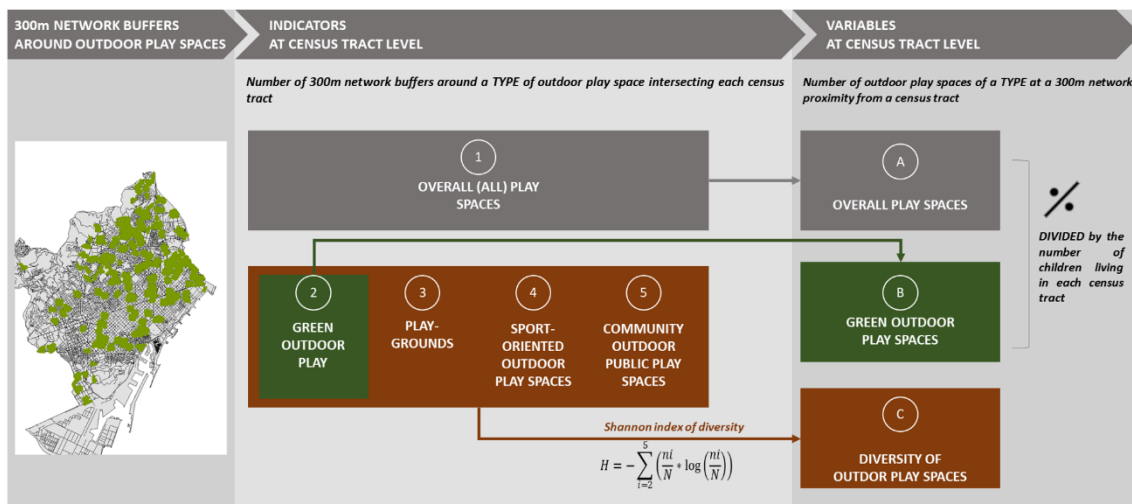 300m NETWORK BUFFERS
AROUND OUTDOOR PLAY SPACES
INDICATORS
AT CENSUS TRACT LEVEL
VARIABLES
AT CENSUS TRACT LEVEL
Number of 300m network buffers around a TYPE of outdoor play space intersecting each census
tract
Number of outdoor play spaces of a TYPE at a 300m network
proximity from a census tract
1
OVERALL (ALL) PLAY
SPACES
A
OVERALL PLAY SPACES
%
DIVIDED by the
number of
children living
in each census
tract
2
GREEN
OUTDOOR
PLAY
3
PLAY-
GROUNDS
4
SPORT-
ORIENTED
OUTDOOR
PLAY SPACES
5
COMMUNITY
OUTDOOR
PUBLIC PLAY
SPACES
B
GREEN OUTDOOR
PLAY SPACES
Shannon index of diversity
H = −∑_{i=2}^{5} (ni/N * log(ni/N))
C
DIVERSITY OF
OUTDOR PLAY SPACES